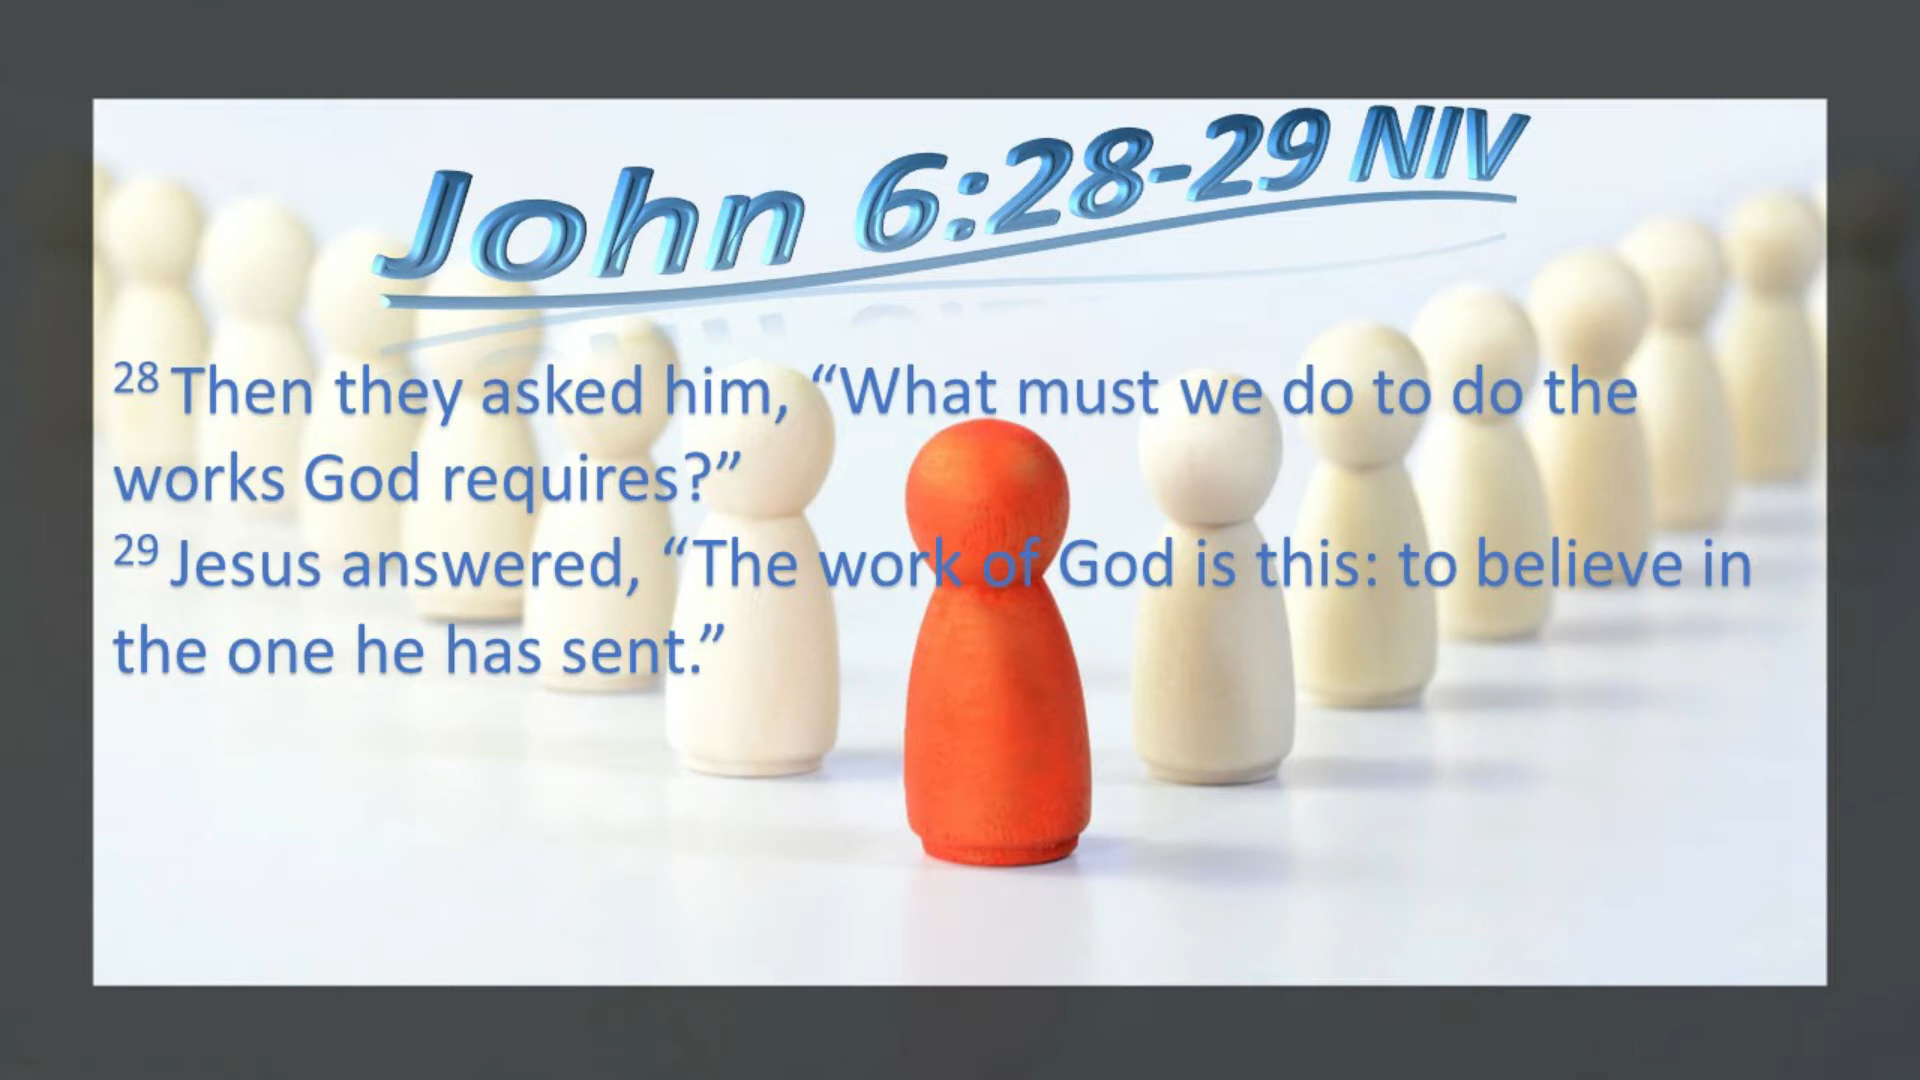 John 6:28-29 NIV
28 Then they asked him, “What must we do to do the
works God requires?”
29 Jesus answered, “The work of God is this: to believe in
the one he has sent.”